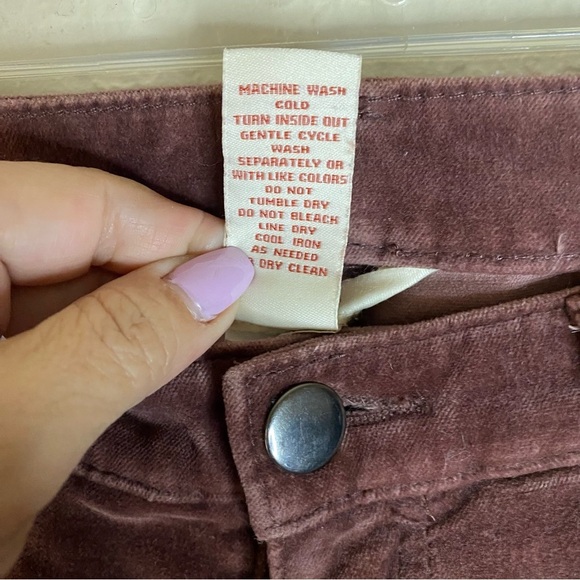 MACHINE WASH
COLD
TURN INSIDE OUT
GENTLE CYCLE
WASH
SEPARATELY OR
WITH LIKE COLORS
DO NOT
TUMBLE DRY
DO NOT BLEACH
LINE DRY
COOL IRON
AS NEEDED
DRY CLEAN